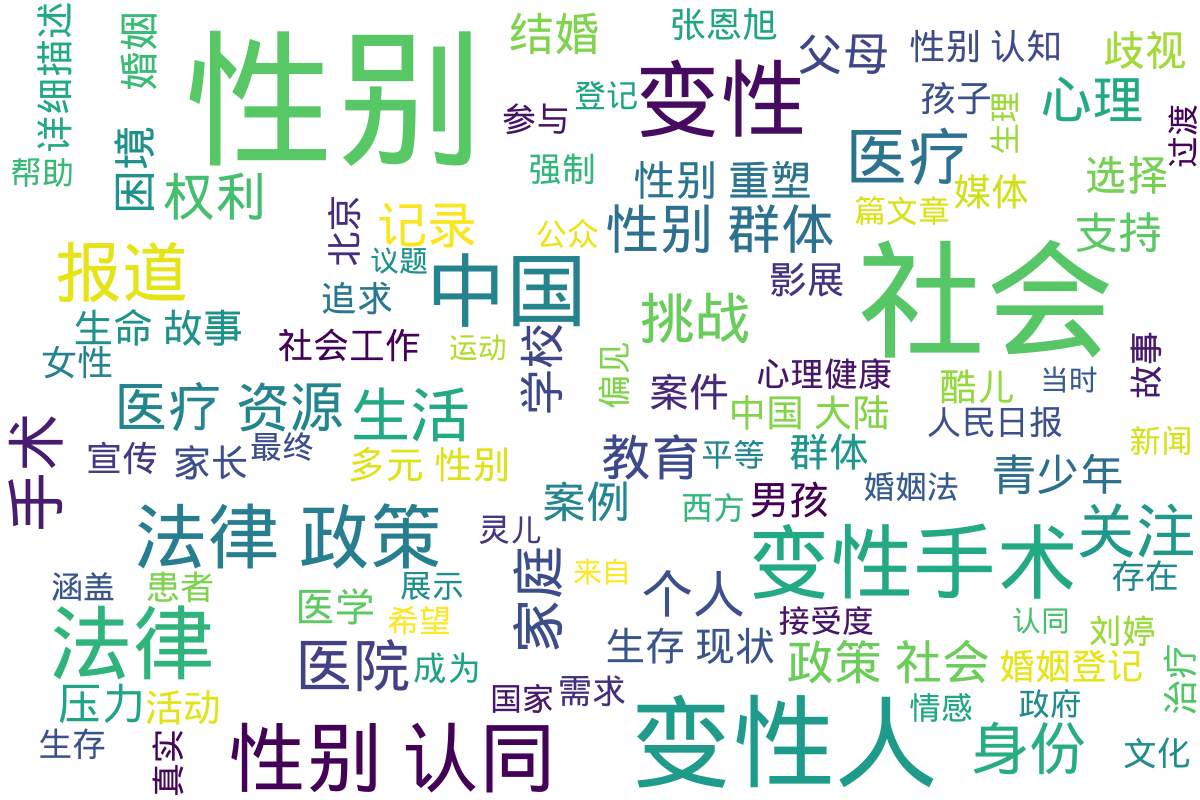 性别
社会
变性
变性人
中国
变性手术
法律 政策
法律
性别 认同
报道
医疗
性别 群体
心理
挑战
医疗 资源
生活
手术
教育
关注
家庭
个人
医院
身份
权利
记录
结婚
张恩旭
父母
性别 认知
歧视
详细描述
婚姻
登记
参与
孩子
生理
过渡
帮助
困境
强制
性别 重塑
媒体
选择
篇文章
支持
北京
公众
议题
追求
影展
生命 故事
女性
社会工作
运动
学校
偏见
案件
心理健康
酷儿
当时
故事
中国 大陆
人民日报
新闻
宣传
家长
最终
多元 性别
平等
群体
青少年
婚姻法
案例
西方
男孩
灵儿
来自
存在
涵盖
患者
医学
展示
希望
生存 现状
接受度
认同
刘婷
政策 社会
婚姻登记
治疗
压力
活动
成为
国家
需求
情感
政府
生存
真实
文化